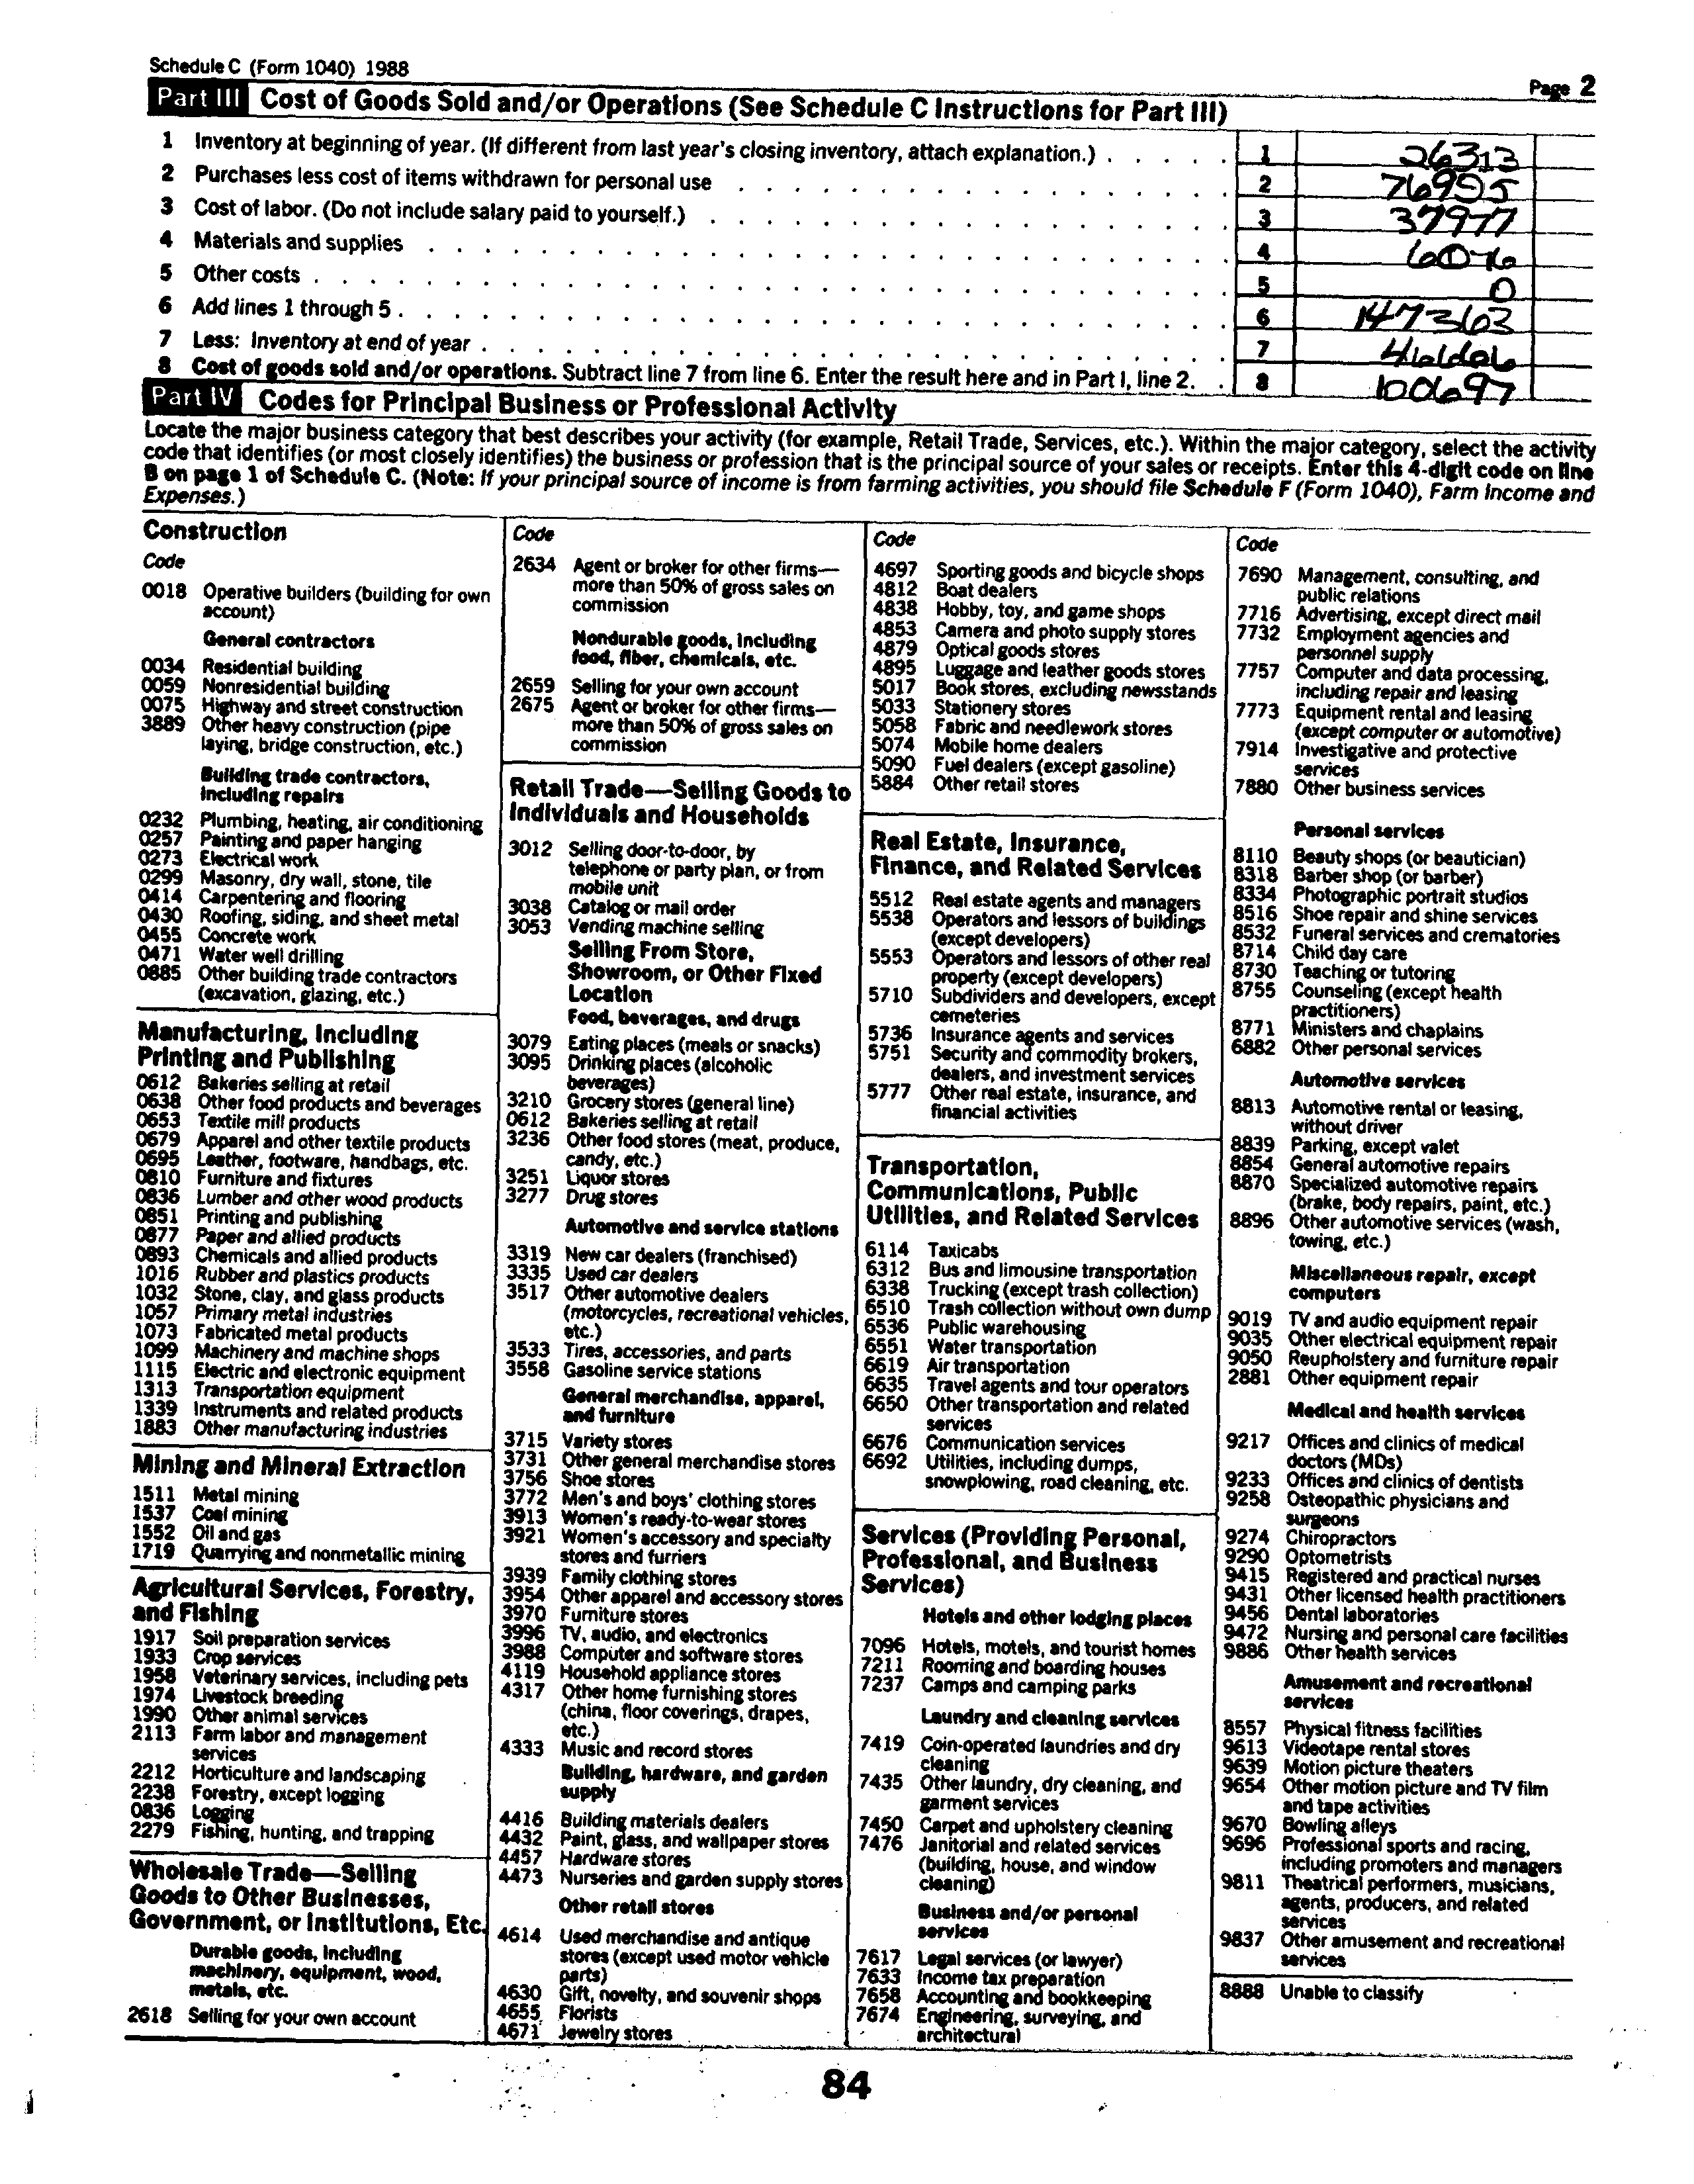 Schedule C (Form 1040) 1988
Page 2
Part III Cost of Goods Sold and/or Operations (See Schedule C Instructions for Part III)
1 Inventory at beginning of year. (If different from last year's closing inventory, attach explanation.) . . . . . 1 26313
2 Purchases less cost of items withdrawn for personal use 2 76995
3 Cost of labor. (Do not include salary paid to yourself.) 3 37977
4 Materials and supplies 4 6076
5 Other costs 5 0
6 Add lines 1 through 5 6 147363
7 Less: Inventory at end of year 7 46666
8 Cost of goods sold and/or operations. Subtract line 7 from line 6. Enter the result here and in Part I, line 2. . 8 100697
Part IV Codes for Principal Business or Professional Activity
Locate the major business category that best describes your activity (for example, Retail Trade, Services, etc.). Within the major category, select the activity
code that identifies (or most closely identifies) the business or profession that is the principal source of your sales or receipts. Enter this 4-digit code on line
B on page 1 of Schedule C. (Note: If your principal source of income is from farming activities, you should file Schedule F (Form 1040), Farm Income and
Expenses.)
Construction
Code
0018 Operative builders (building for own
account)
General contractors
0034 Residential building
0059 Nonresidential building
0075 Highway and street construction
3889 Other heavy construction (pipe
laying, bridge construction, etc.)
Building trade contractors,
including repairs
0232 Plumbing, heating, air conditioning
0257 Painting and paper hanging
0273 Electrical work
0299 Masonry, dry wall, stone, tile
0414 Carpentering and flooring
0430 Roofing, siding, and sheet metal
0455 Concrete work
0471 Water well drilling
0885 Other building trade contractors
(excavation, glazing, etc.)
Manufacturing, Including
Printing and Publishing
0612 Bakeries selling at retail
0638 Other food products and beverages
0653 Textile mill products
0679 Apparel and other textile products
0695 Leather, footware, handbags, etc.
0810 Furniture and fixtures
0836 Lumber and other wood products
0851 Printing and publishing
0877 Paper and allied products
0893 Chemicals and allied products
1016 Rubber and plastics products
1032 Stone, clay, and glass products
1057 Primary metal industries
1073 Fabricated metal products
1099 Machinery and machine shops
1115 Electric and electronic equipment
1313 Transportation equipment
1339 Instruments and related products
1883 Other manufacturing industries
Mining and Mineral Extraction
1511 Metal mining
1537 Coal mining
1552 Oil and gas
1719 Quarrying and nonmetallic mining
Agricultural Services, Forestry,
and Fishing
1917 Soil preparation services
1933 Crop services
1958 Veterinary services, including pets
1974 Livestock breeding
1990 Other animal services
2113 Farm labor and management
services
2212 Horticulture and landscaping
2238 Forestry, except logging
0836 Logging
2279 Fishing, hunting, and trapping
Wholesale Trade—Selling
Goods to Other Businesses,
Government, or Institutions, Etc.
Durable goods, including
machinery, equipment, wood,
metals, etc.
2618 Selling for your own account
Code
2634 Agent or broker for other firms—
more than 50% of gross sales on
commission
Nondurable goods, including
food, fiber, chemicals, etc.
2659 Selling for your own account
2675 Agent or broker for other firms—
more than 50% of gross sales on
commission
Retail Trade—Selling Goods to
Individuals and Households
3012 Selling door-to-door, by
telephone or party plan, or from
mobile unit
3038 Catalog or mail order
3053 Vending machine selling
Selling From Store,
Showroom, or Other Fixed
Location
Food, beverages, and drugs
3079 Eating places (meals or snacks)
3095 Drinking places (alcoholic
beverages)
3210 Grocery stores (general line)
0612 Bakeries selling at retail
3236 Other food stores (meat, produce,
candy, etc.)
3251 Liquor stores
3277 Drug stores
Automotive and service stations
3319 New car dealers (franchised)
3335 Used car dealers
3517 Other automotive dealers
(motorcycles, recreational vehicles,
etc.)
3533 Tires, accessories, and parts
3558 Gasoline service stations
General merchandise, apparel,
and furniture
3715 Variety stores
3731 Other general merchandise stores
3756 Shoe stores
3772 Men's and boys' clothing stores
3913 Women's ready-to-wear stores
3921 Women's accessory and specialty
stores and furriers
3939 Family clothing stores
3954 Other apparel and accessory stores
3970 Furniture stores
3996 TV, audio, and electronics
3988 Computer and software stores
4119 Household appliance stores
4317 Other home furnishing stores
(china, floor coverings, drapes,
etc.)
4333 Music and record stores
Building, hardware, and garden
supply
4416 Building materials dealers
4432 Paint, glass, and wallpaper stores
4457 Hardware stores
4473 Nurseries and garden supply stores
Other retail stores
4614 Used merchandise and antique
stores (except used motor vehicle
parts)
4630 Gift, novelty, and souvenir shops
4655 Florists
4671 Jewelry stores
Code
4697 Sporting goods and bicycle shops
4812 Boat dealers
4838 Hobby, toy, and game shops
4853 Camera and photo supply stores
4879 Optical goods stores
4895 Luggage and leather goods stores
5017 Book stores, excluding newsstands
5033 Stationery stores
5058 Fabric and needlework stores
5074 Mobile home dealers
5090 Fuel dealers (except gasoline)
5884 Other retail stores
Real Estate, Insurance,
Finance, and Related Services
5512 Real estate agents and managers
5538 Operators and lessors of buildings
(except developers)
5553 Operators and lessors of other real
property (except developers)
5710 Subdividers and developers, except
cemeteries
5736 Insurance agents and services
5751 Security and commodity brokers,
dealers, and investment services
5777 Other real estate, insurance, and
financial activities
Transportation,
Communications, Public
Utilities, and Related Services
6114 Taxicabs
6312 Bus and limousine transportation
6338 Trucking (except trash collection)
6510 Trash collection without own dump
6536 Public warehousing
6551 Water transportation
6619 Air transportation
6635 Travel agents and tour operators
6650 Other transportation and related
services
6676 Communication services
6692 Utilities, including dumps,
snowplowing, road cleaning, etc.
Services (Providing Personal,
Professional, and Business
Services)
Hotels and other lodging places
7096 Hotels, motels, and tourist homes
7211 Rooming and boarding houses
7237 Camps and camping parks
Laundry and cleaning services
7419 Coin-operated laundries and dry
cleaning
7435 Other laundry, dry cleaning, and
garment services
7450 Carpet and upholstery cleaning
7476 Janitorial and related services
(building, house, and window
cleaning)
Business and/or personal
services
7617 Legal services (or lawyer)
7633 Income tax preparation
7658 Accounting and bookkeeping
7674 Engineering, surveying, and
architectural
Code
7690 Management, consulting, and
public relations
7716 Advertising, except direct mail
7732 Employment agencies and
personnel supply
7757 Computer and data processing,
including repair and leasing
7773 Equipment rental and leasing
(except computer or automotive)
7914 Investigative and protective
services
7880 Other business services
Personal services
8110 Beauty shops (or beautician)
8318 Barber shop (or barber)
8334 Photographic portrait studios
8516 Shoe repair and shine services
8532 Funeral services and crematories
8714 Child day care
8730 Teaching or tutoring
8755 Counseling (except health
practitioners)
8771 Ministers and chaplains
6882 Other personal services
Automotive services
8813 Automotive rental or leasing,
without driver
8839 Parking, except valet
8854 General automotive repairs
8870 Specialized automotive repairs
(brake, body repairs, paint, etc.)
8896 Other automotive services (wash,
towing, etc.)
Miscellaneous repair, except
computers
9019 TV and audio equipment repair
9035 Other electrical equipment repair
9050 Reupholstery and furniture repair
2881 Other equipment repair
Medical and health services
9217 Offices and clinics of medical
doctors (MDs)
9233 Offices and clinics of dentists
9258 Osteopathic physicians and
surgeons
9274 Chiropractors
9290 Optometrists
9415 Registered and practical nurses
9431 Other licensed health practitioners
9456 Dental laboratories
9472 Nursing and personal care facilities
9886 Other health services
Amusement and recreational
services
8557 Physical fitness facilities
9613 Videotape rental stores
9639 Motion picture theaters
9654 Other motion picture and TV film
and tape activities
9670 Bowling alleys
9696 Professional sports and racing,
including promoters and managers
9811 Theatrical performers, musicians,
agents, producers, and related
services
9837 Other amusement and recreational
services
8888 Unable to classify
84